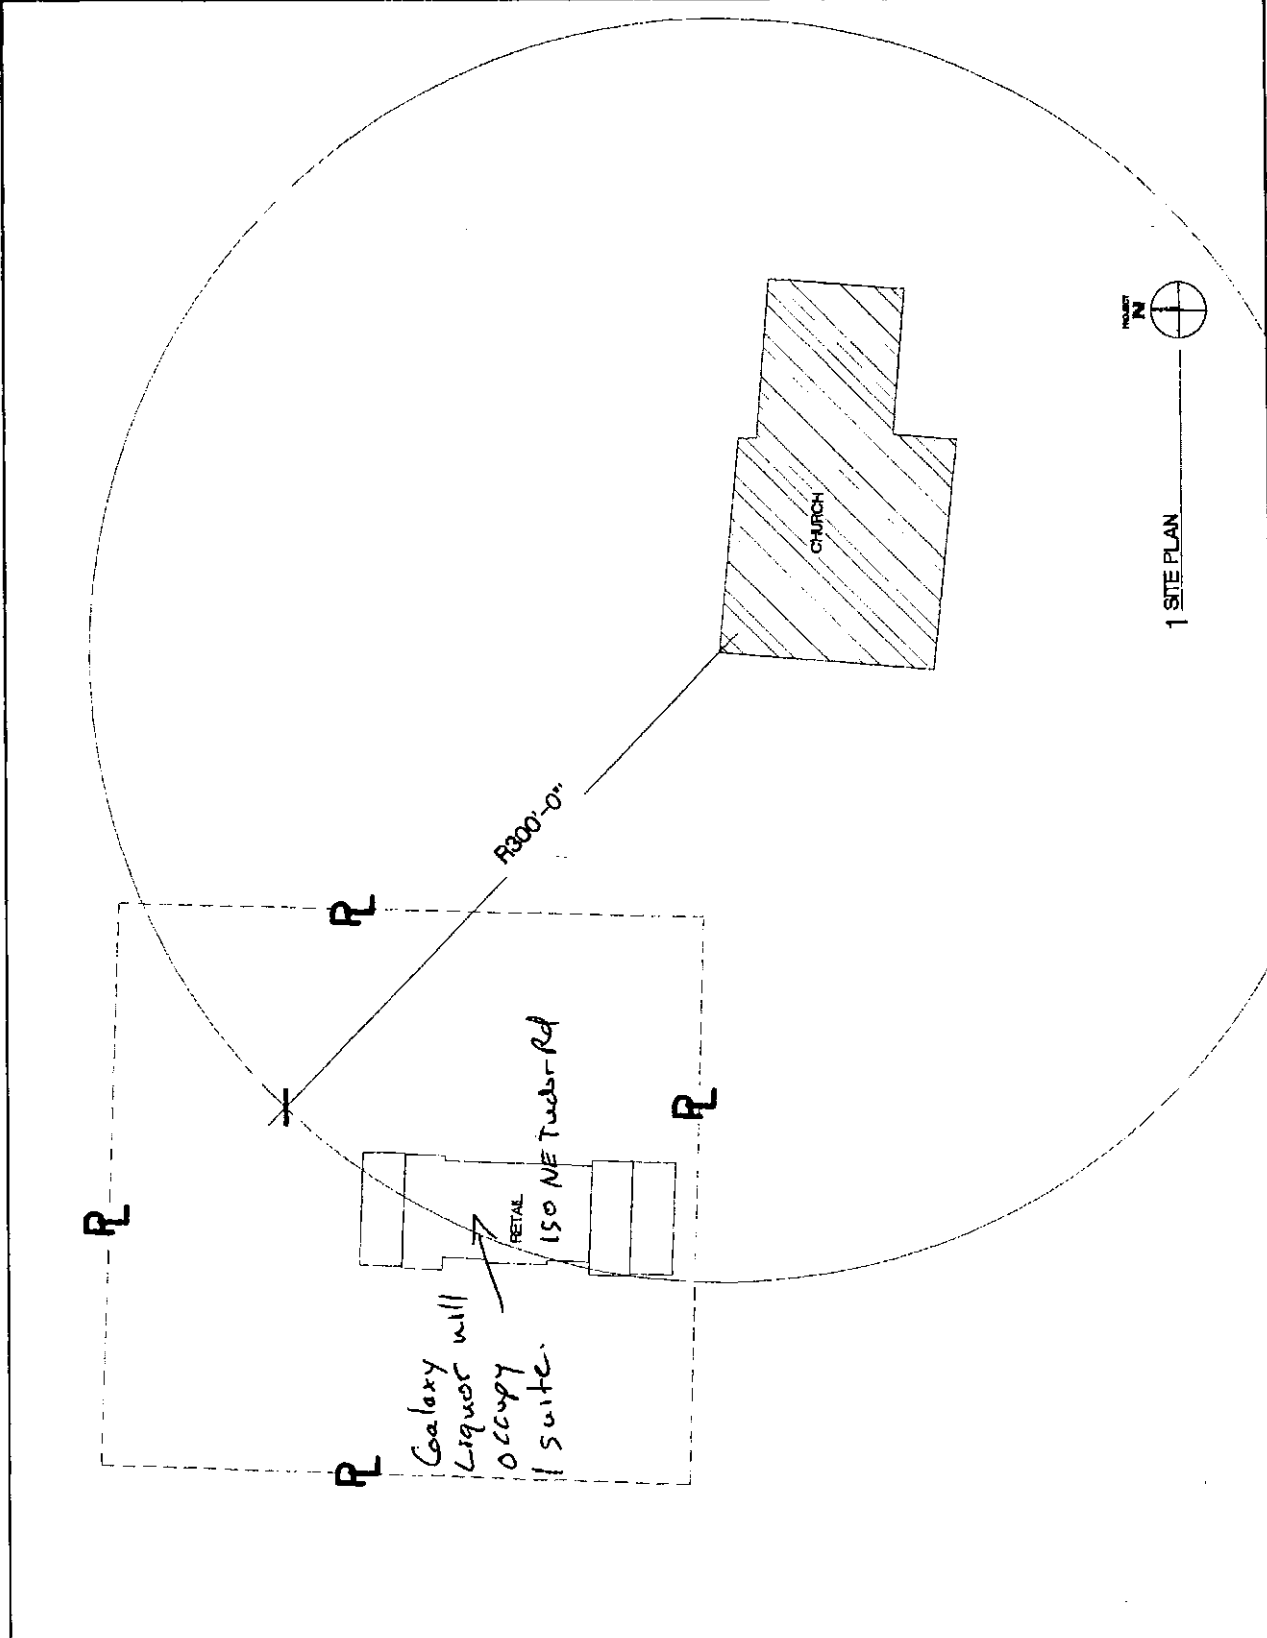 PROJECT
N
CHURCH
1 SITE PLAN
R300'-0"
PL
PL
PL
PL
RETAIL
150 NE Tudor Rd
Galaxy
Liquor will
occupy
1 suite.